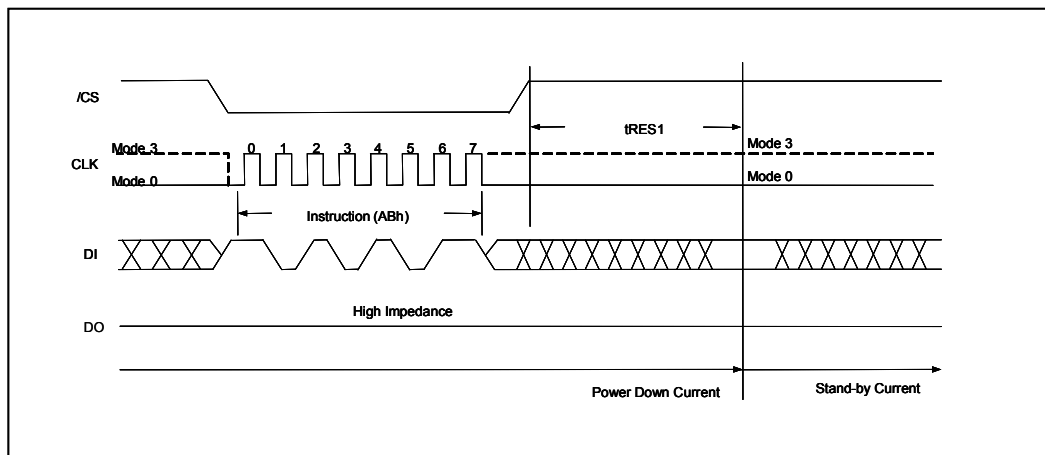 /CS
tRES1
Mode 3
0 1 2 3 4 5 6 7
Mode 3
CLK
Mode 0
Mode 0
Instruction (ABh)
DI
High Impedance
DO
Power Down Current
Stand-by Current